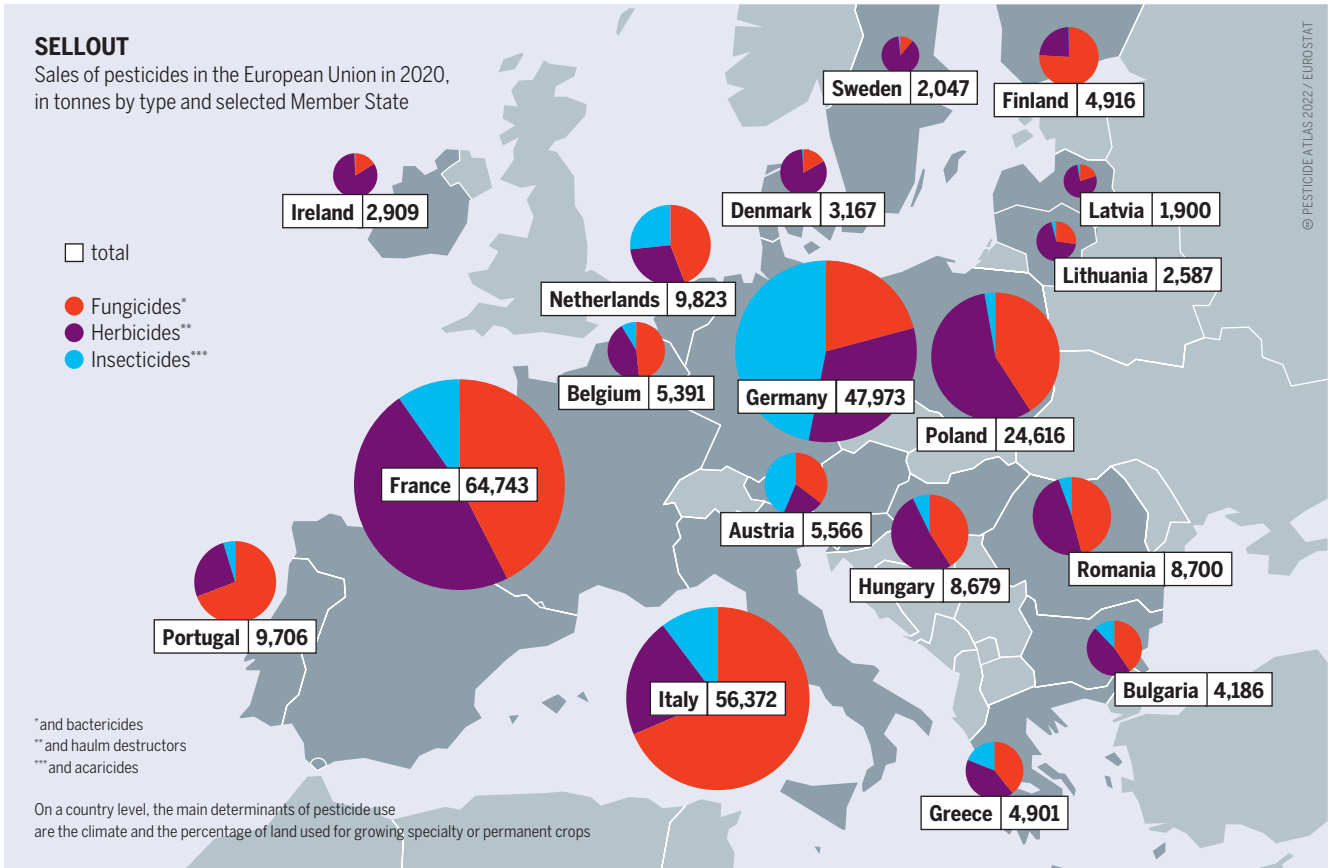 SELLOUT
Sales of pesticides in the European Union in 2020,
in tonnes by type and selected Member State
© PESTICIDE ATLAS 2022 / EUROSTAT
Sweden 2,047
Finland 4,916
Ireland 2,909
Denmark 3,167
Latvia 1,900
total
Lithuania 2,587
Netherlands 9,823
Fungicides*
Herbicides**
Insecticides***
Belgium 5,391
Germany 47,973
Poland 24,616
France 64,743
Austria 5,566
Hungary 8,679
Romania 8,700
Portugal 9,706
Italy 56,372
Bulgaria 4,186
*and bactericides
**and haulm destructors
***and acaricides
On a country level, the main determinants of pesticide use
are the climate and the percentage of land used for growing specialty or permanent crops
Greece 4,901